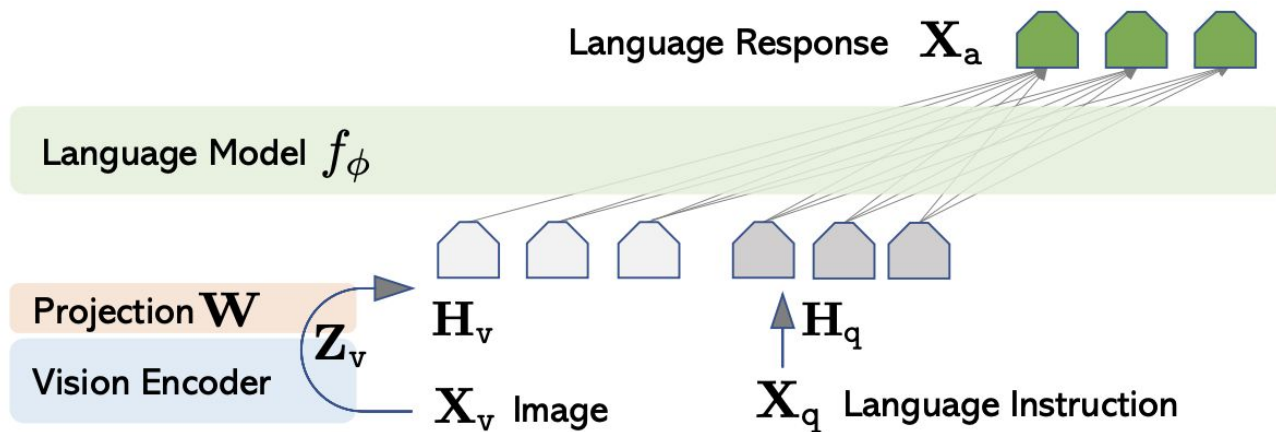 Language Response X_a
Language Model f_ϕ
Projection W
Z_v
H_v
H_q
Vision Encoder
X_v Image
X_q Language Instruction